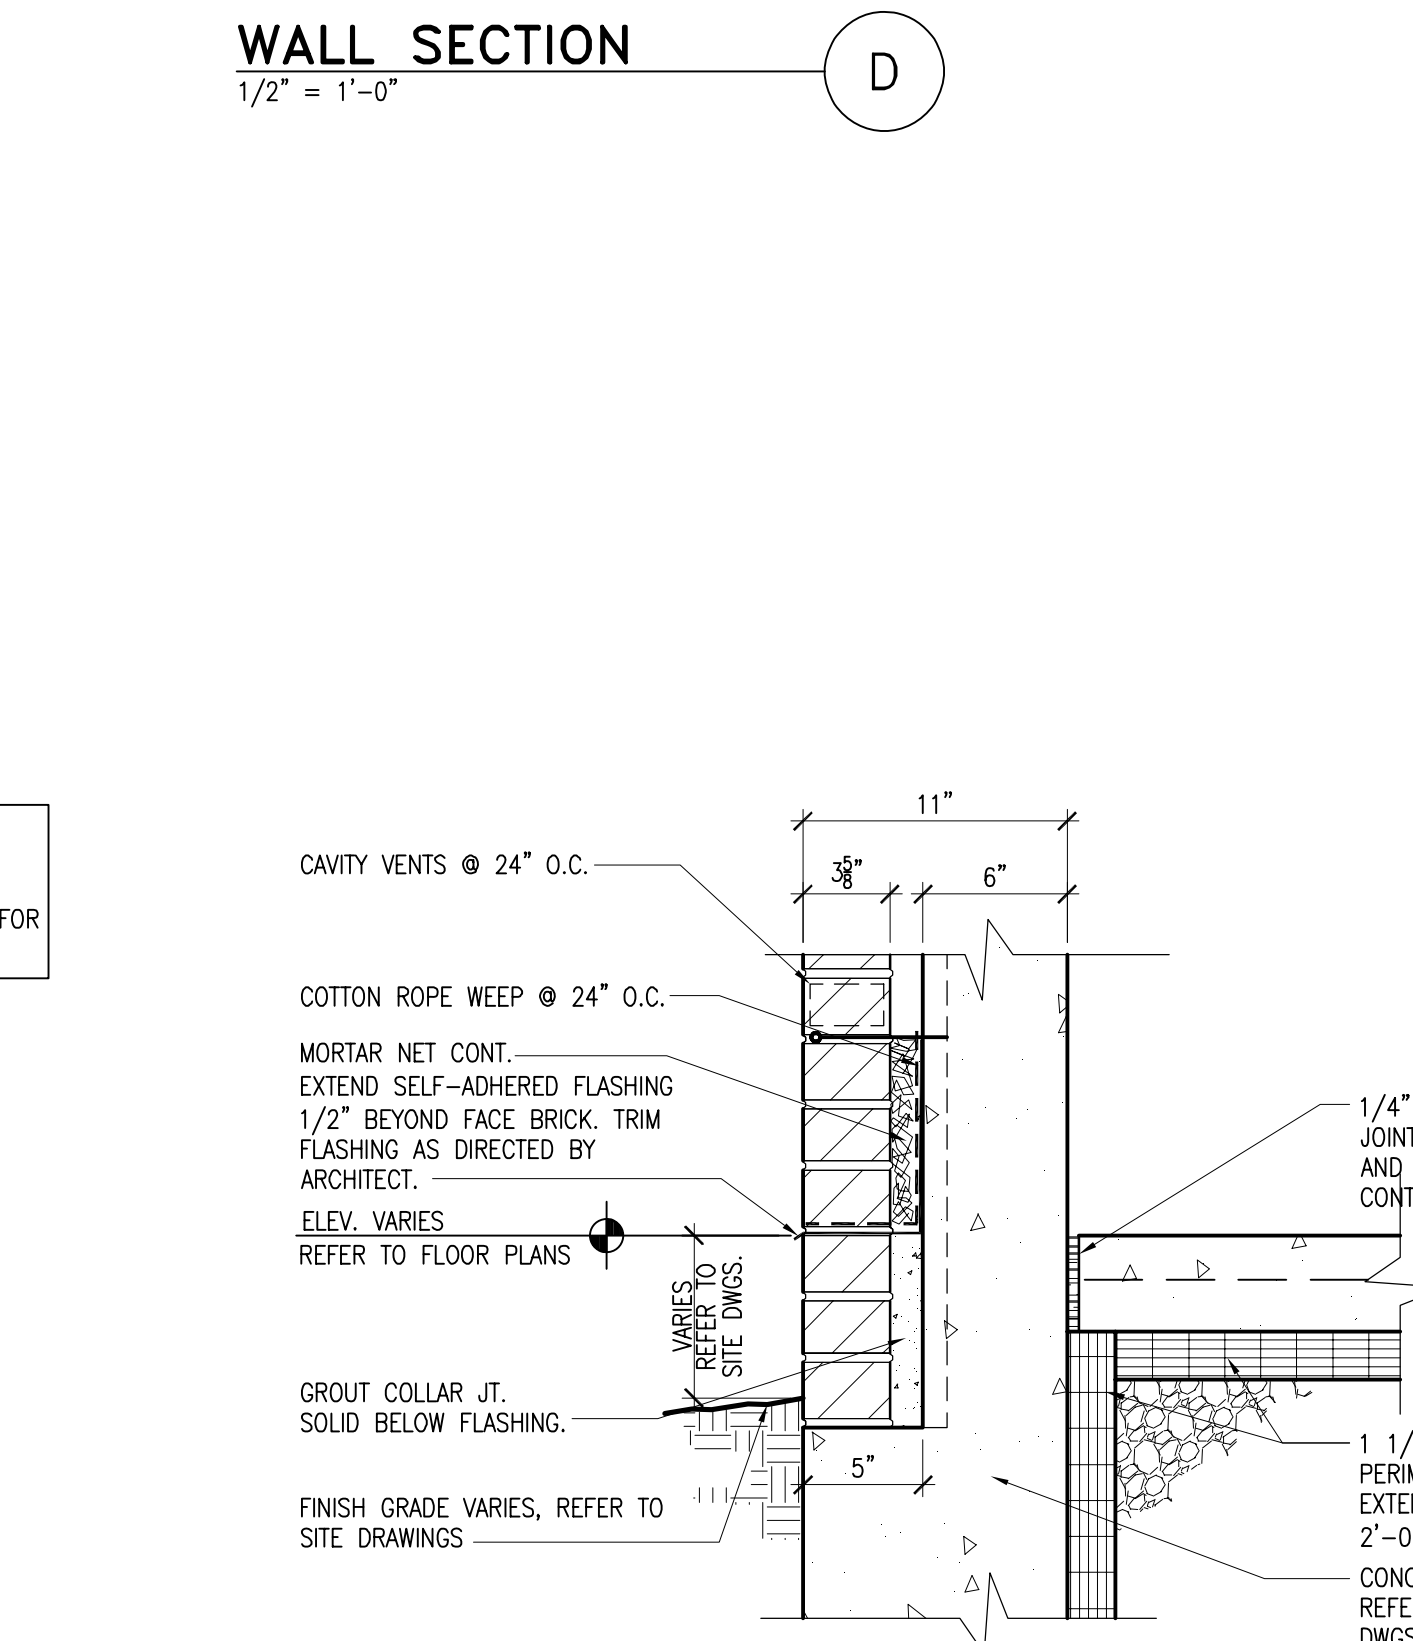 WALL SECTION
1/2" = 1'-0"
D
FOR
11"
3 5/8"
6"
CAVITY VENTS @ 24" O.C.
COTTON ROPE WEEP @ 24" O.C.
MORTAR NET CONT.
EXTEND SELF-ADHERED FLASHING
1/2" BEYOND FACE BRICK. TRIM
FLASHING AS DIRECTED BY
ARCHITECT.
ELEV. VARIES
REFER TO FLOOR PLANS
VARIES
REFER TO
SITE DWGS.
GROUT COLLAR JT.
SOLID BELOW FLASHING.
5"
FINISH GRADE VARIES, REFER TO
SITE DRAWINGS
1/4"
JOINT
AND
CONT
1 1/
PERIM
EXTE
2'-0
CONC
REFE
DWGS